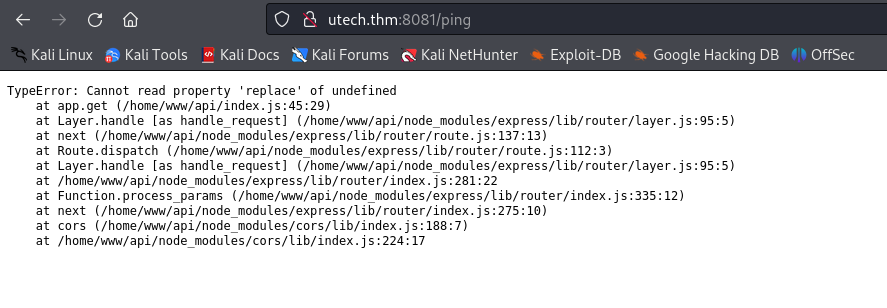 utech.thm:8081/ping
Kali Linux Kali Tools Kali Docs Kali Forums Kali NetHunter Exploit-DB Google Hacking DB OffSec
TypeError: Cannot read property 'replace' of undefined
    at app.get (/home/www/api/index.js:45:29)
    at Layer.handle [as handle_request] (/home/www/api/node_modules/express/lib/router/layer.js:95:5)
    at next (/home/www/api/node_modules/express/lib/router/route.js:137:13)
    at Route.dispatch (/home/www/api/node_modules/express/lib/router/route.js:112:3)
    at Layer.handle [as handle_request] (/home/www/api/node_modules/express/lib/router/layer.js:95:5)
    at /home/www/api/node_modules/express/lib/router/index.js:281:22
    at Function.process_params (/home/www/api/node_modules/express/lib/router/index.js:335:12)
    at next (/home/www/api/node_modules/express/lib/router/index.js:275:10)
    at cors (/home/www/api/node_modules/cors/lib/index.js:188:7)
    at /home/www/api/node_modules/cors/lib/index.js:224:17